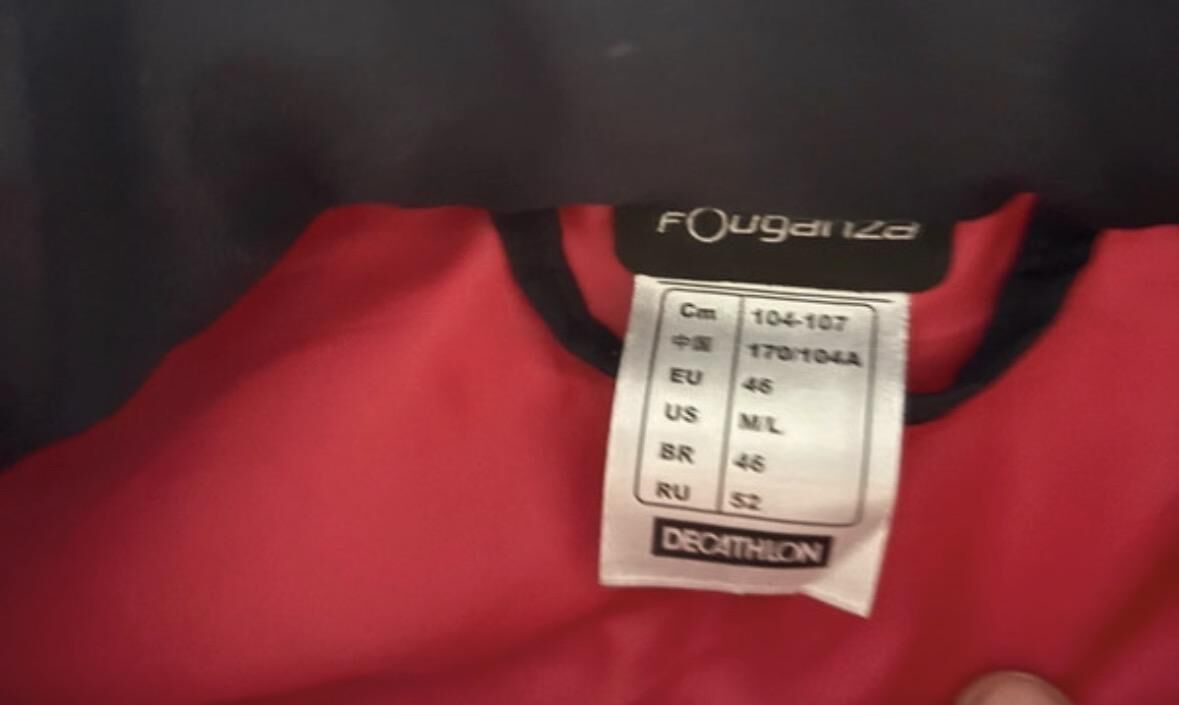 FOuganza
Cm 104-107
中国 170/104A
EU 46
US M/L
BR 46
RU 52
DECATHLON